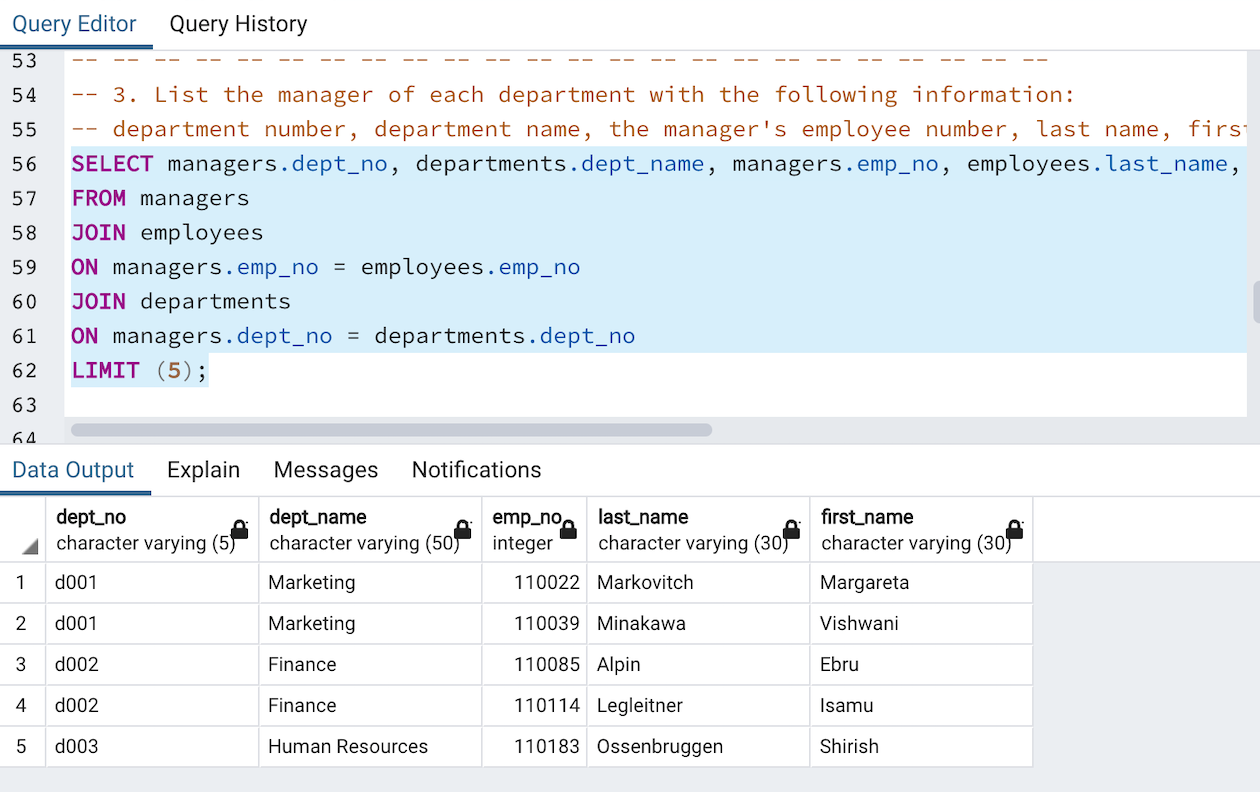 Query Editor Query History
53 -- -- -- -- -- -- -- -- -- -- -- -- -- -- -- -- -- -- -- -- -- -- -- --
54 -- 3. List the manager of each department with the following information:
55 -- department number, department name, the manager's employee number, last name, first
56 SELECT managers.dept_no, departments.dept_name, managers.emp_no, employees.last_name,
57 FROM managers
58 JOIN employees
59 ON managers.emp_no = employees.emp_no
60 JOIN departments
61 ON managers.dept_no = departments.dept_no
62 LIMIT (5);
63
64
Data Output Explain Messages Notifications
dept_no dept_name emp_no last_name first_name
character varying (5) character varying (50) integer character varying (30) character varying (30)
1 d001 Marketing 110022 Markovitch Margareta
2 d001 Marketing 110039 Minakawa Vishwani
3 d002 Finance 110085 Alpin Ebru
4 d002 Finance 110114 Legleitner Isamu
5 d003 Human Resources 110183 Ossenbruggen Shirish